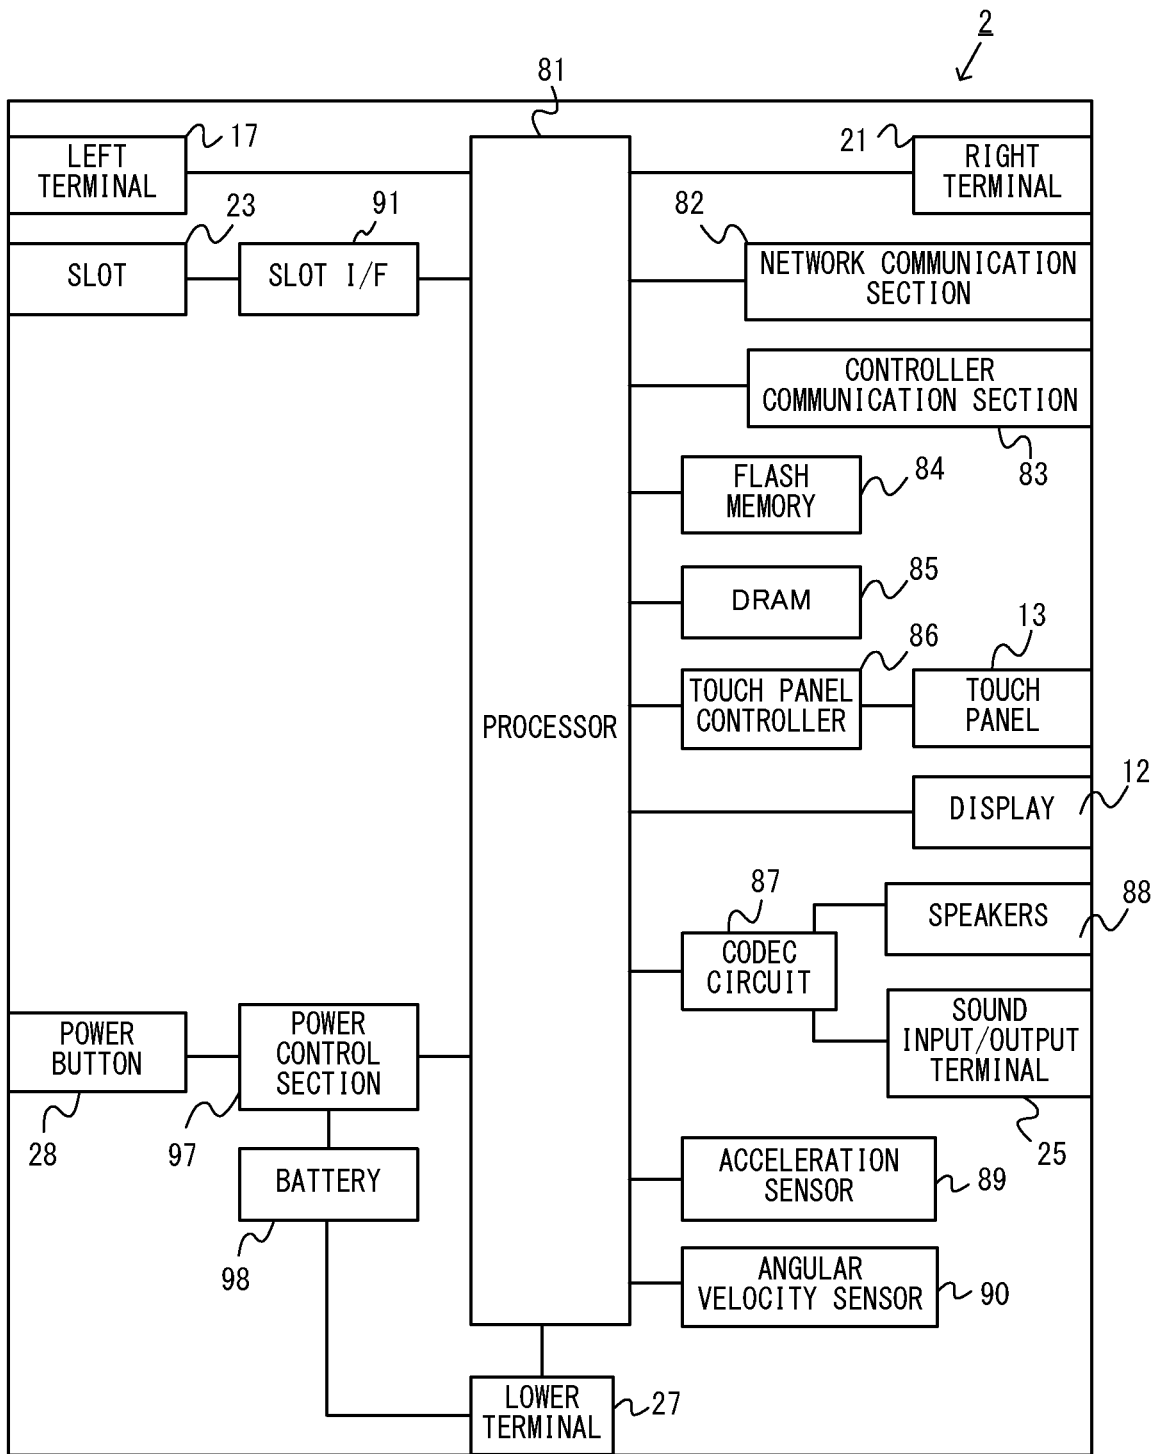 2
81
17
LEFT
TERMINAL
21
RIGHT
TERMINAL
23
SLOT
91
SLOT I/F
82
NETWORK COMMUNICATION
SECTION
CONTROLLER
COMMUNICATION SECTION
83
FLASH
MEMORY
84
DRAM
85
86
TOUCH PANEL
CONTROLLER
13
TOUCH
PANEL
PROCESSOR
DISPLAY
12
87
CODEC
CIRCUIT
SPEAKERS
88
SOUND
INPUT/OUTPUT
TERMINAL
25
POWER
BUTTON
28
POWER
CONTROL
SECTION
97
BATTERY
98
ACCELERATION
SENSOR
89
ANGULAR
VELOCITY SENSOR
90
LOWER
TERMINAL
27